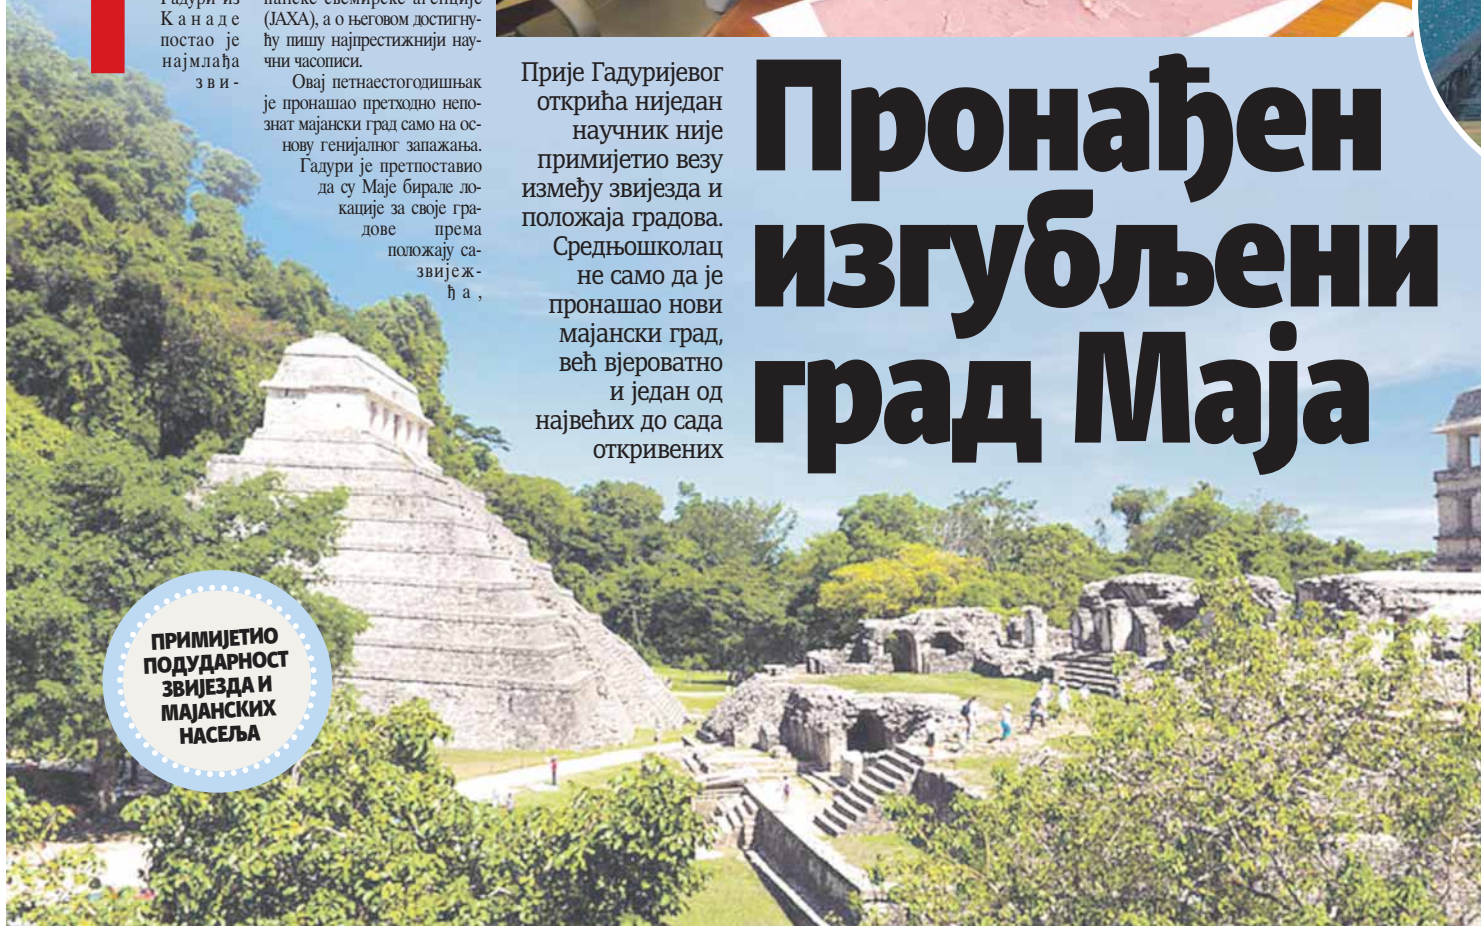 Гадури из
Канаде
постао је
најмлађа
зви-
панске свемирске агенције
(JAXA), а о његовом достигну-
ћу пишу најпрестижнији нау-
чни часописи.
Овај петнаестогодишњак
је пронашао претходно непо-
знат мајански град само на ос-
нову генијалног запажања.
Гадури је претпоставио
да су Маје бирале ло-
кације за своје гра-
дове према
положају са-
звијеж-
ђа,
Прије Гадуријевог
открића ниједан
научник није
примијетио везу
између звијезда и
положаја градова.
Средњошколац
не само да је
пронашао нови
мајански град,
већ вјероватно
и један од
највећих до сада
откривених
Пронађен
изгубљени
град Маја
ПРИМИЈЕТИО
ПОДУДАРНОСТ
ЗВИЈЕЗДА И
МАЈАНСКИХ
НАСЕЉА